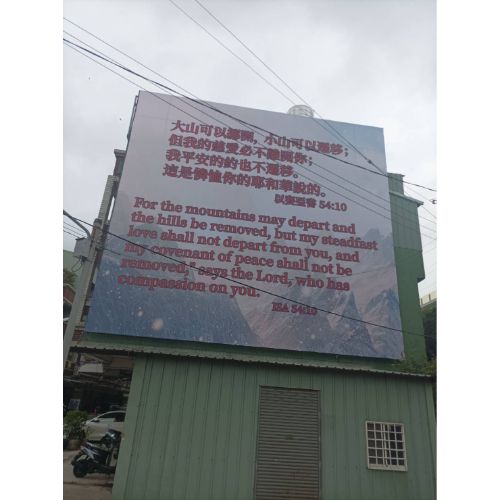 大山可以挪開，小山可以遷移；
但我的慈愛必不離開你；
我平安的約也不遷移。
這是憐憫你的耶和華說的。
以賽亞書 54:10
For the mountains may depart and
the hills be removed, but my steadfast
love shall not depart from you, and
my covenant of peace shall not be
removed,” says the Lord, who has
compassion on you.
ISA 54:10